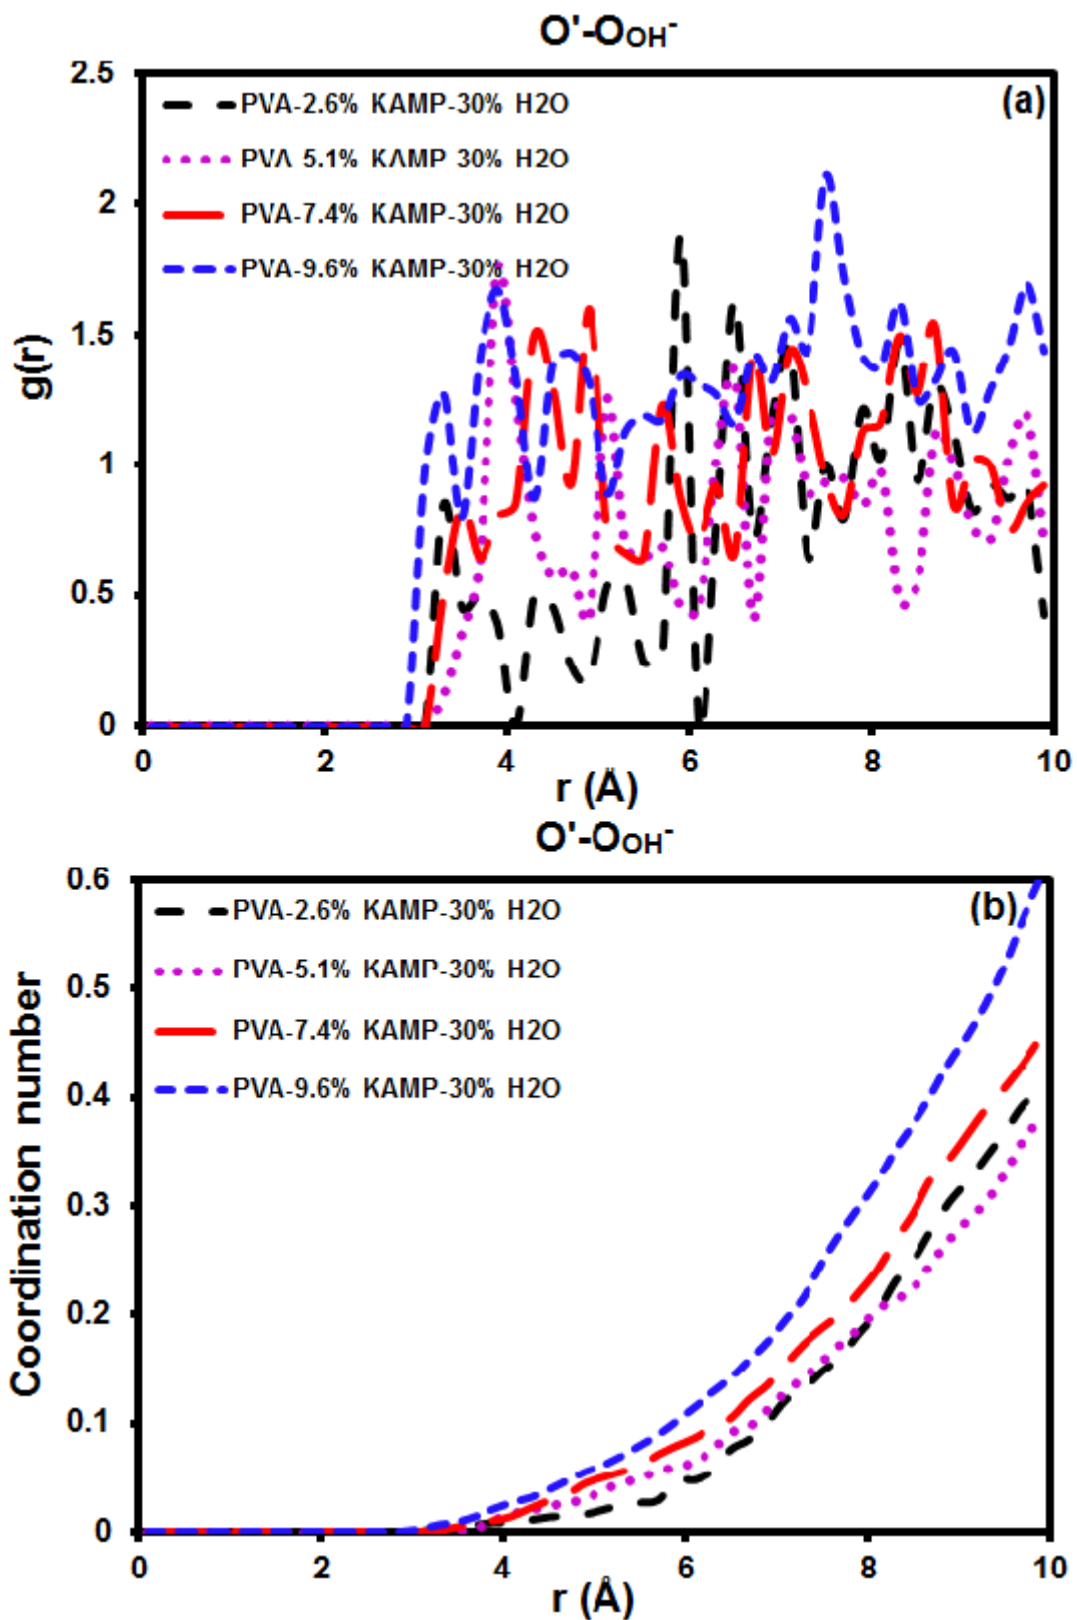 O'-OOH-
2.5
(a)
PVA-2.6% KAMP-30% H2O
PVA 5.1% KAMP 30% H2O
2
PVA-7.4% KAMP-30% H2O
PVA-9.6% KAMP-30% H2O
1.5
g(r)
1
0.5
0
0 2 4 6 8 10
r (Å)
O'-OOH-
0.6
(b)
PVA-2.6% KAMP-30% H2O
PVA-5.1% KAMP-30% H2O
0.5
PVA-7.4% KAMP-30% H2O
PVA-9.6% KAMP-30% H2O
0.4
Coordination number
0.3
0.2
0.1
0
0 2 4 6 8 10
r (Å)